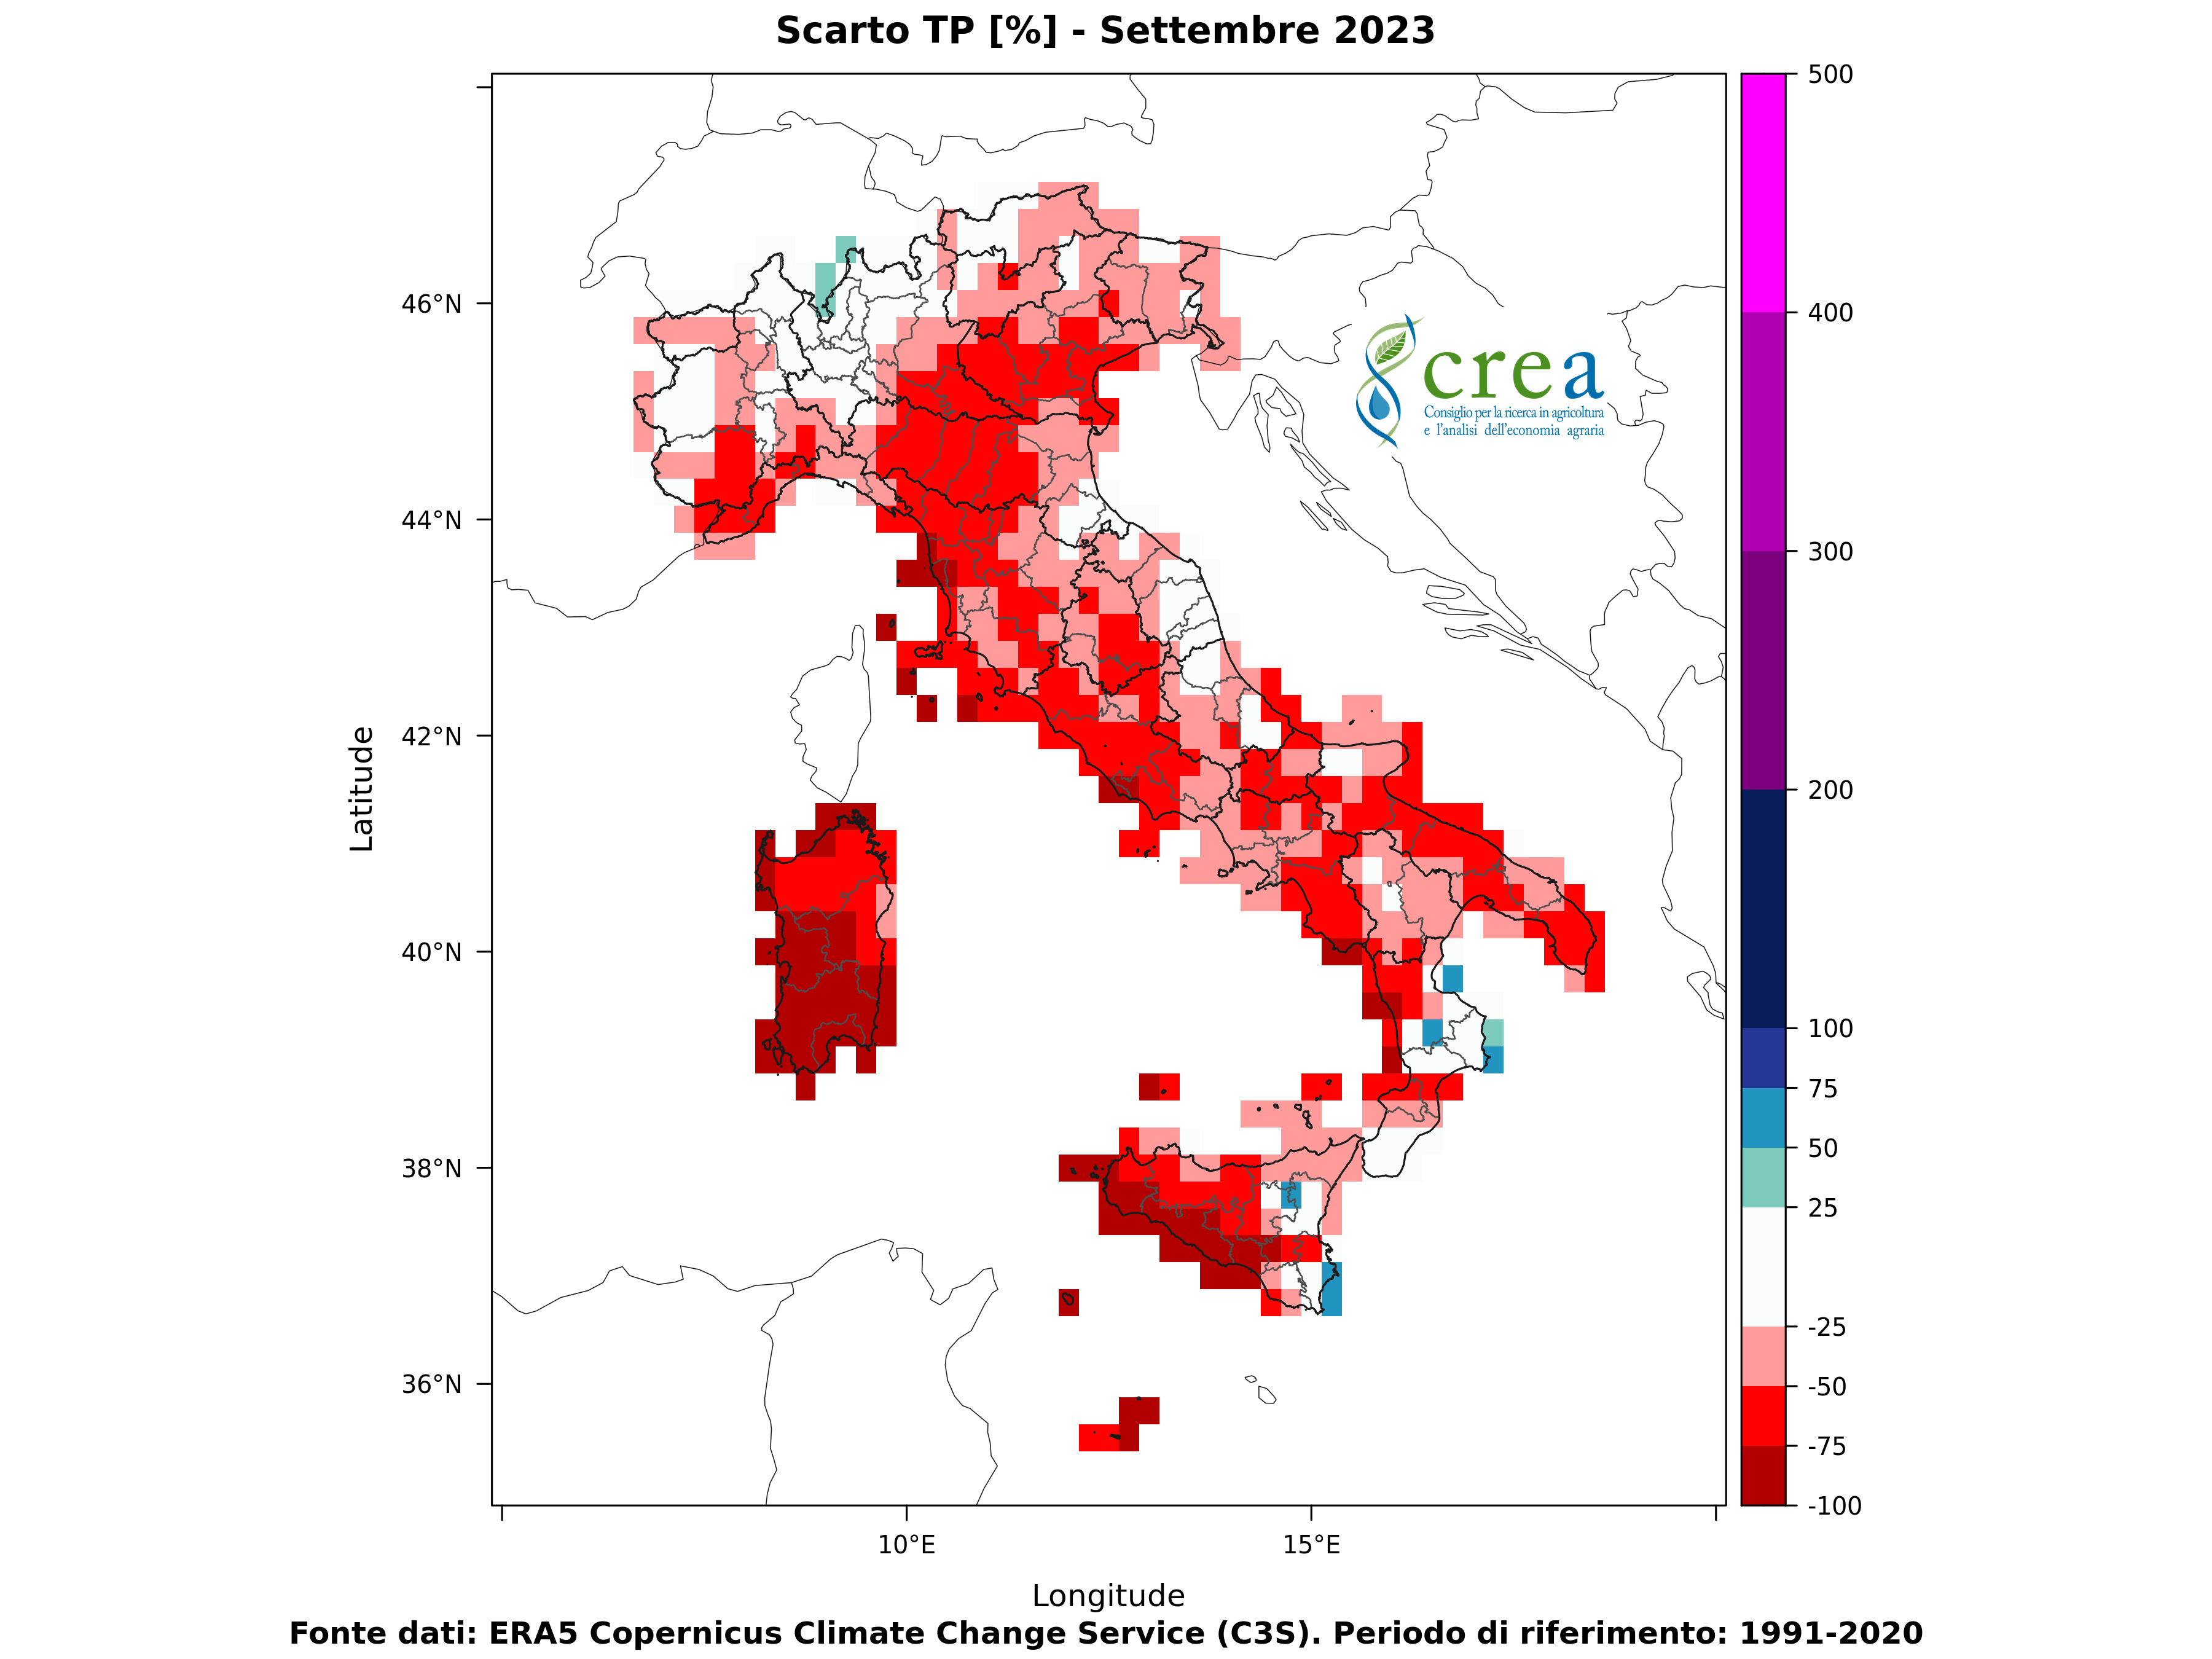 Scarto TP [%] - Settembre 2023
500
400
300
200
100
75
50
25
-25
-50
-75
-100
46°N
44°N
42°N
40°N
38°N
36°N
Latitude
crea
Consiglio per la ricerca in agricoltura
e l'analisi dell'economia agraria
10°E
15°E
Longitude
Fonte dati: ERA5 Copernicus Climate Change Service (C3S). Periodo di riferimento: 1991-2020